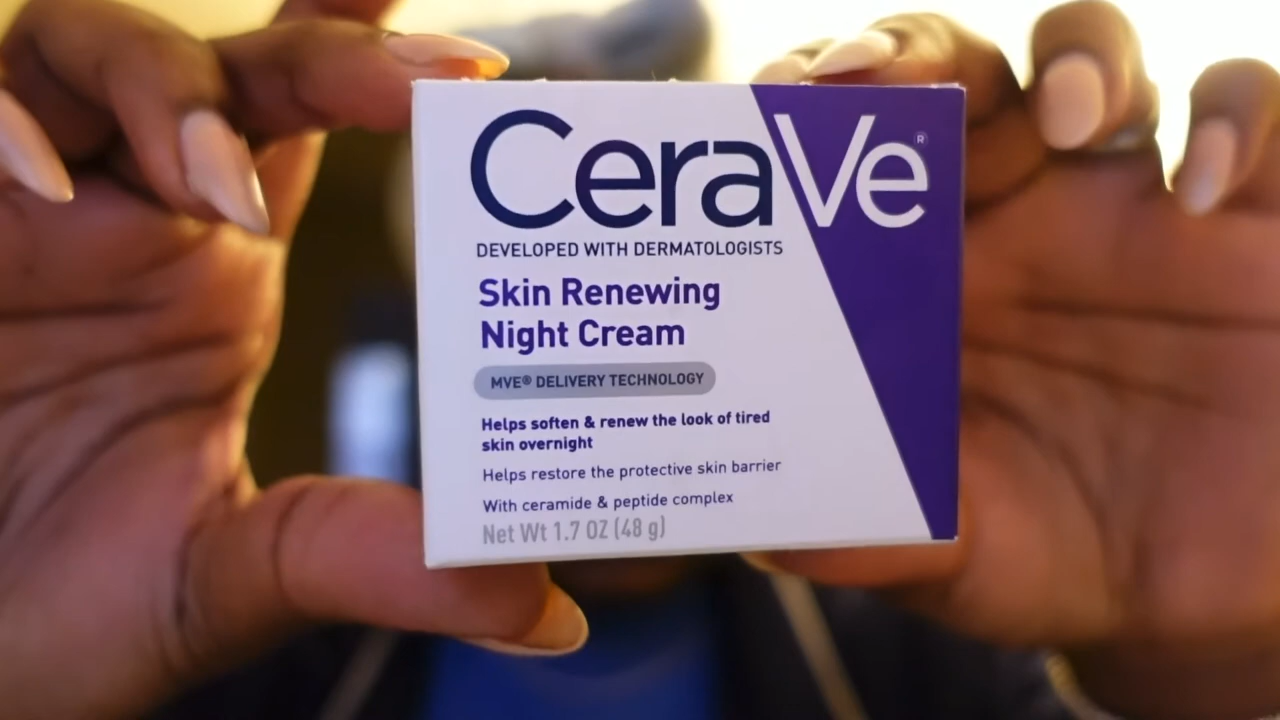 CeraVe®
DEVELOPED WITH DERMATOLOGISTS
Skin Renewing
Night Cream
MVE® DELIVERY TECHNOLOGY
Helps soften & renew the look of tired
skin overnight
Helps restore the protective skin barrier
With ceramide & peptide complex
Net Wt 1.7 OZ (48 g)